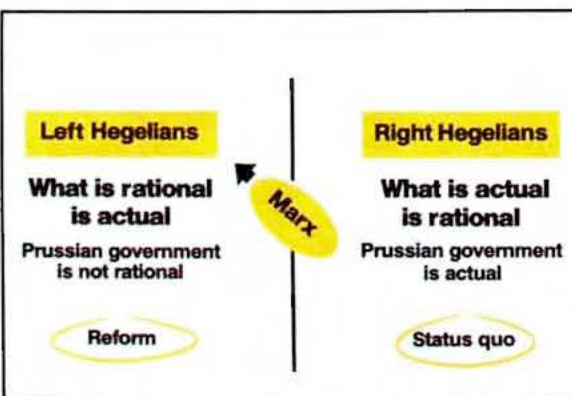 Left Hegelians
What is rational
is actual
Prussian government
is not rational
Reform
Marx
Right Hegelians
What is actual
is rational
Prussian government
is actual
Status quo